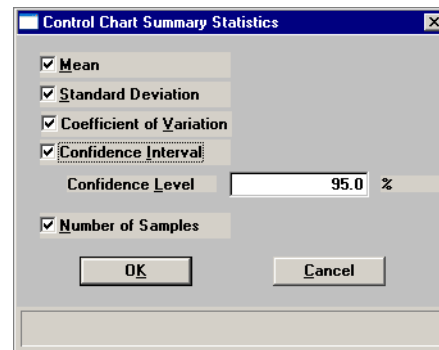 Control Chart Summary Statistics
Mean
Standard Deviation
Coefficient of Variation
Confidence Interval
Confidence Level 95.0 %
Number of Samples
OK Cancel